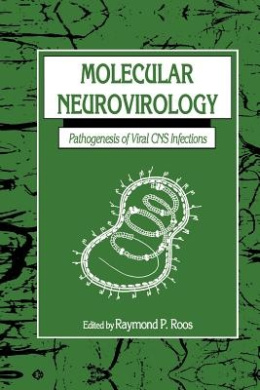 MOLECULAR
NEUROVIROLOGY
Pathogenesis of Viral CNS Infections
Edited by Raymond P. Roos